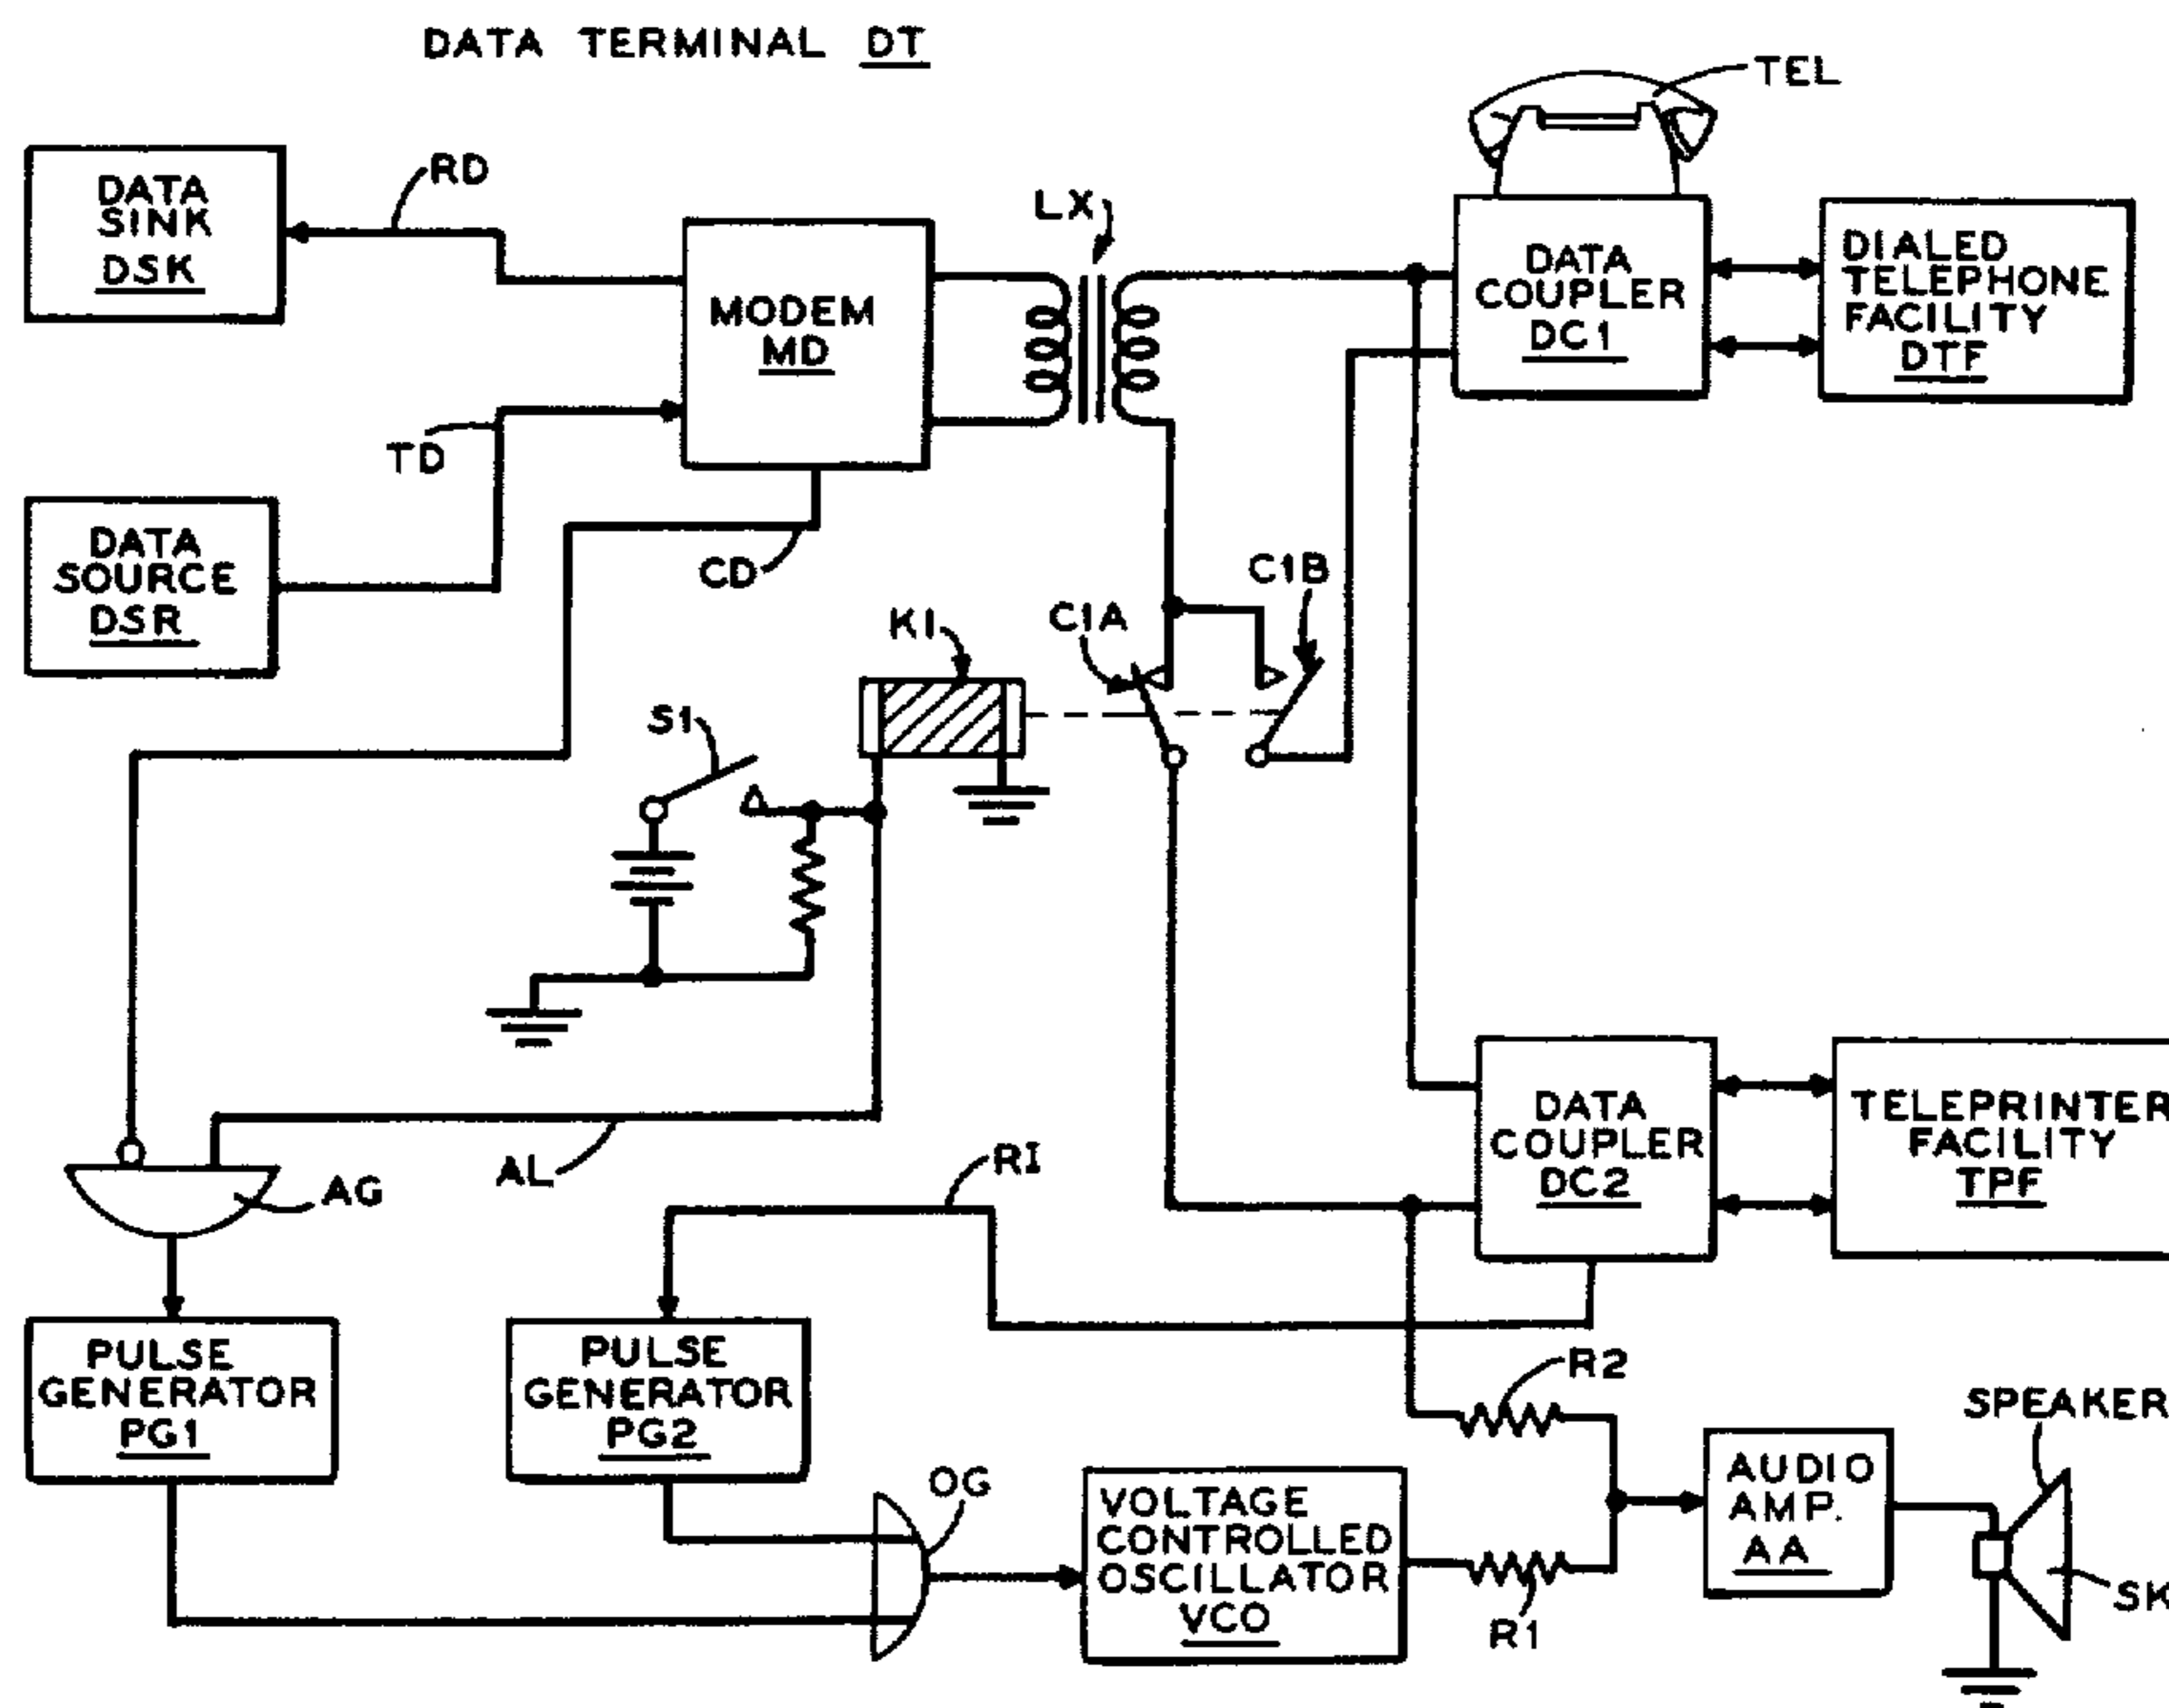 DATA TERMINAL DT
TEL
RD
DATA
SINK
DSK
LX
MODEM
MD
DATA
COUPLER
DC1
DIALED
TELEPHONE
FACILITY
DTF
TD
DATA
SOURCE
DSR
CD
C1B
K1
C1A
S1
DATA
COUPLER
DC2
TELEPRINTER
FACILITY
TPF
AL
RI
AG
PULSE
GENERATOR
PG1
PULSE
GENERATOR
PG2
R2
SPEAKER
OG
VOLTAGE
CONTROLLED
OSCILLATOR
VCO
AUDIO
AMP.
AA
R1
SK